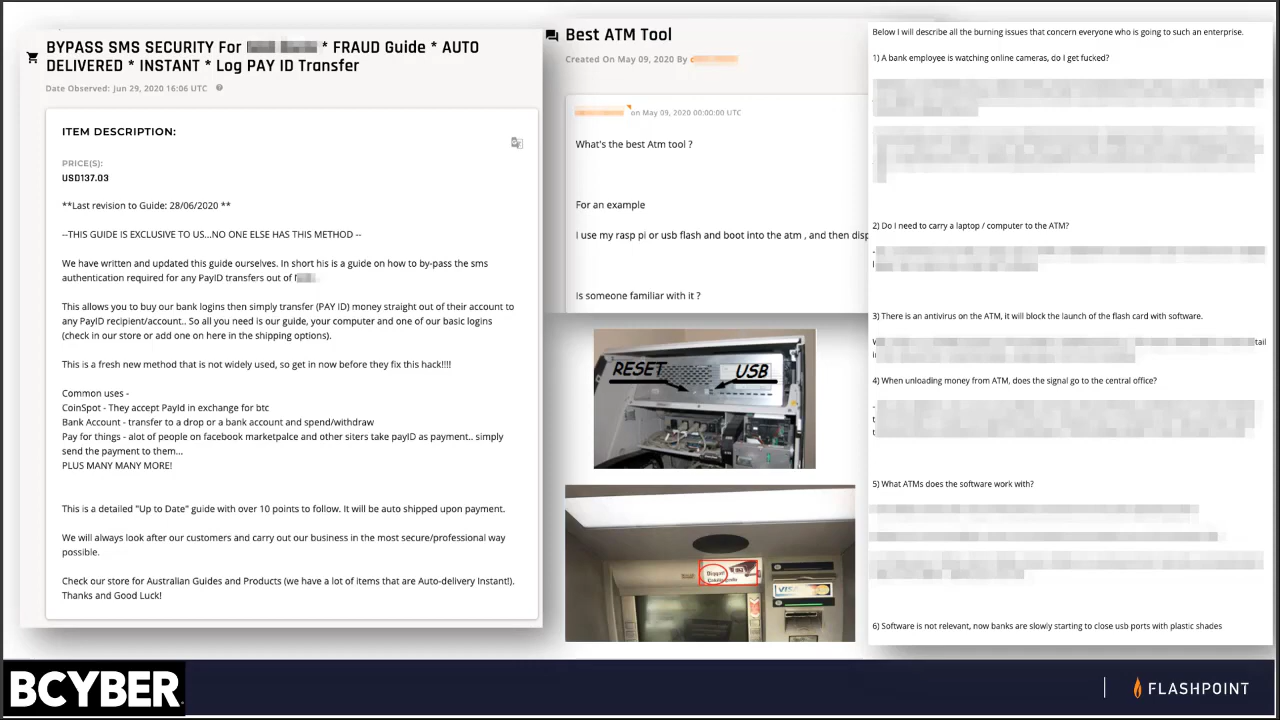 BYPASS SMS SECURITY For * FRAUD Guide * AUTO
DELIVERED * INSTANT * Log PAY ID Transfer
Date Observed: Jun 29, 2020 16:06 UTC
ITEM DESCRIPTION:
PRICE(S):
USD137.03
**Last revision to Guide: 28/06/2020 **
--THIS GUIDE IS EXCLUSIVE TO US...NO ONE ELSE HAS THIS METHOD --
We have written and updated this guide ourselves. In short his is a guide on how to by-pass the sms
authentication required for any PayID transfers out of
This allows you to buy our bank logins then simply transfer (PAY ID) money straight out of their account to
any PayID recipient/account.. So all you need is our guide, your computer and one of our basic logins
(check in our store or add one on here in the shipping options).
This is a fresh new method that is not widely used, so get in now before they fix this hack!!!!
Common uses -
CoinSpot - They accept PayId in exchange for btc
Bank Account - transfer to a drop or a bank account and spend/withdraw
Pay for things - alot of people on facebook marketpalce and other siters take payID as payment.. simply
send the payment to them...
PLUS MANY MANY MORE!
This is a detailed "Up to Date" guide with over 10 points to follow. It will be auto shipped upon payment.
We will always look after our customers and carry out our business in the most secure/professional way
possible.
Check our store for Australian Guides and Products (we have a lot of items that are Auto-delivery Instant!).
Thanks and Good Luck!
Best ATM Tool
Created On May 09, 2020 By
on May 09, 2020 00:00:00 UTC
What's the best Atm tool ?
For an example
I use my rasp pi or usb flash and boot into the atm , and then disp
Is someone familiar with it ?
RESET USB
VISA
Below I will describe all the burning issues that concern everyone who is going to such an enterprise.
1) A bank employee is watching online cameras, do I get fucked?
2) Do I need to carry a laptop / computer to the ATM?
3) There is an antivirus on the ATM, it will block the launch of the flash card with software.
tail
4) When unloading money from ATM, does the signal go to the central office?
5) What ATMs does the software work with?
6) Software is not relevant, now banks are slowly starting to close usb ports with plastic shades
BCYBER
FLASHPOINT